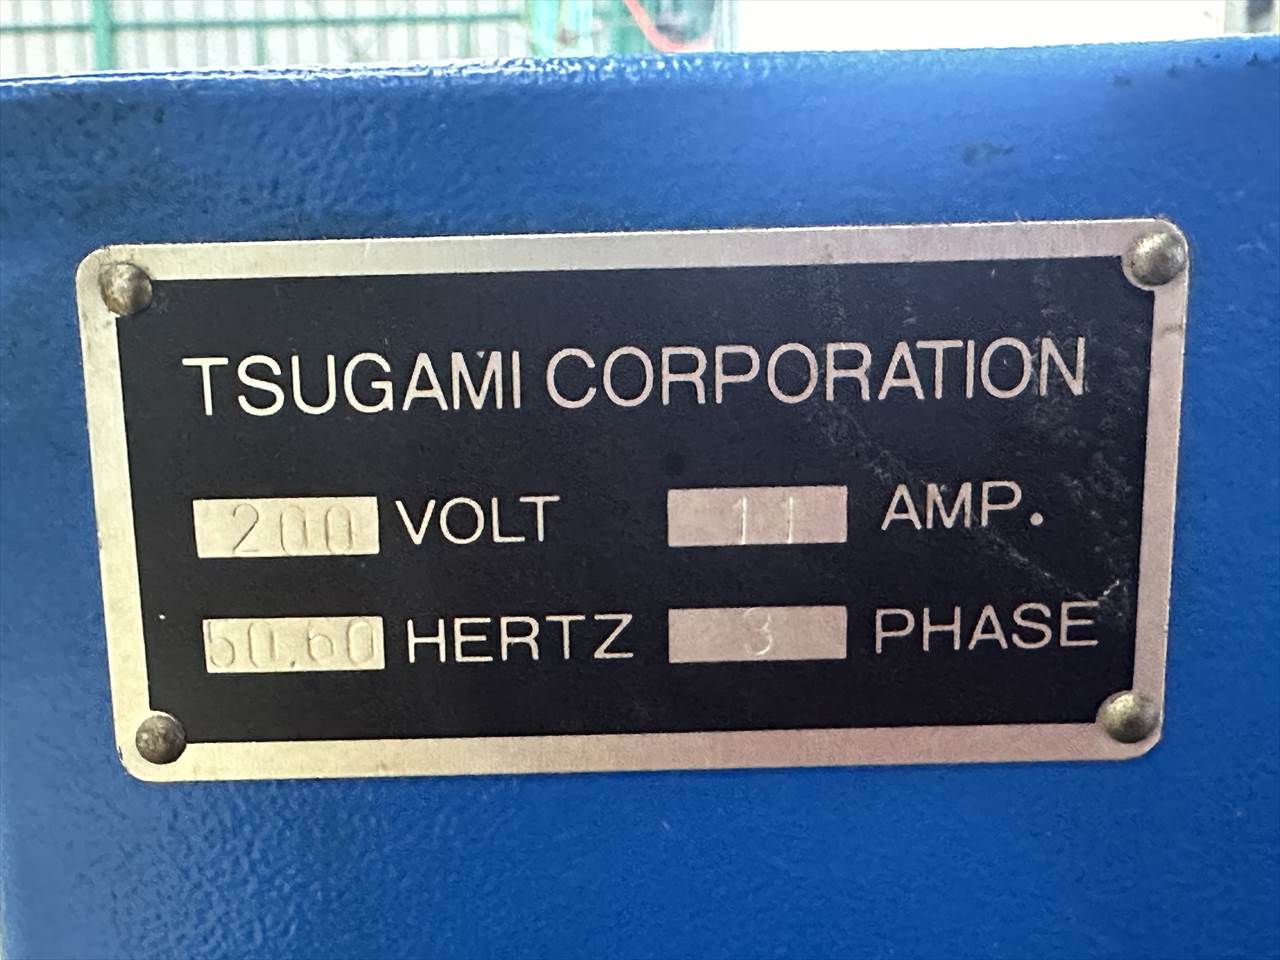 TSUGAMI CORPORATION
200 VOLT 11 AMP.
50.60 HERTZ 3 PHASE